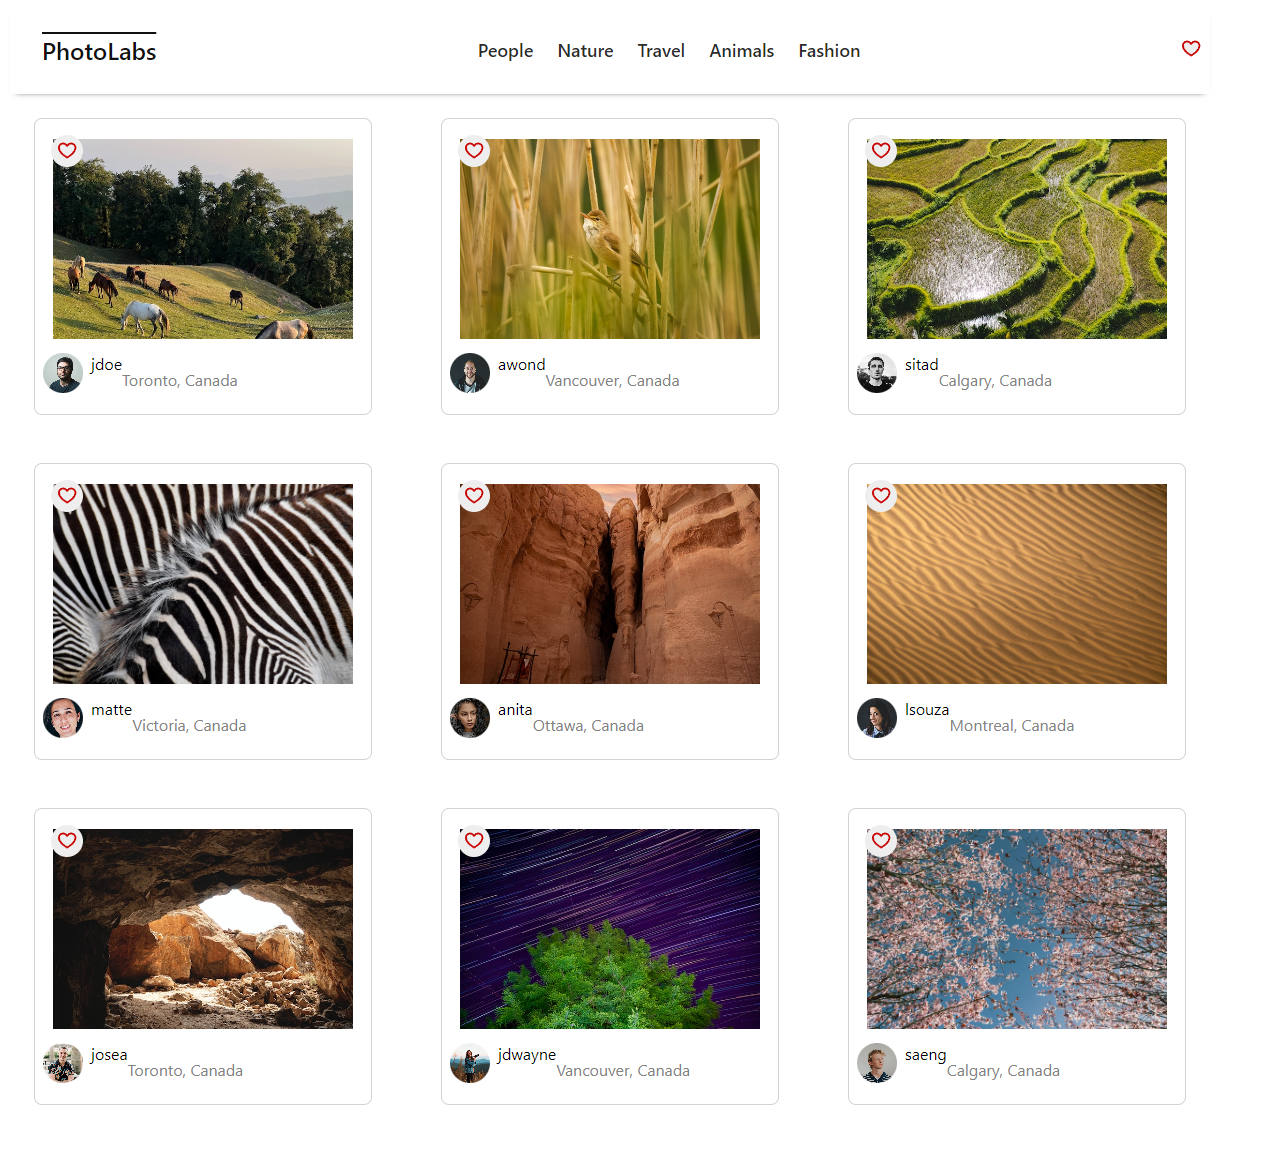 PhotoLabs
People Nature Travel Animals Fashion
jdoe
Toronto, Canada
awond
Vancouver, Canada
sitad
Calgary, Canada
matte
Victoria, Canada
anita
Ottawa, Canada
lsouza
Montreal, Canada
josea
Toronto, Canada
jdwayne
Vancouver, Canada
saeng
Calgary, Canada